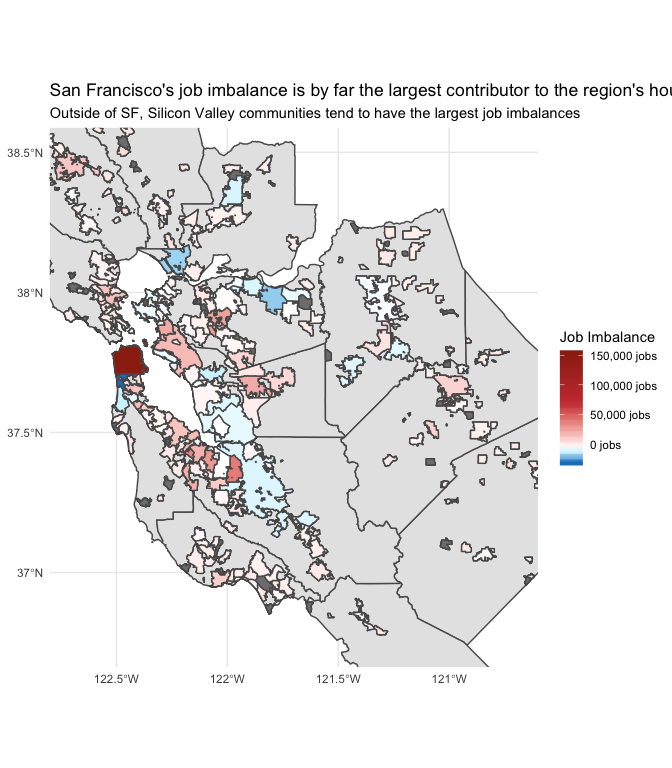 San Francisco's job imbalance is by far the largest contributor to the region's
Outside of SF, Silicon Valley communities tend to have the largest job imbalances
38.5°N
38°N
37.5°N
37°N
122.5°W
122°W
121.5°W
121°W
Job Imbalance
150,000 jobs
100,000 jobs
50,000 jobs
0 jobs